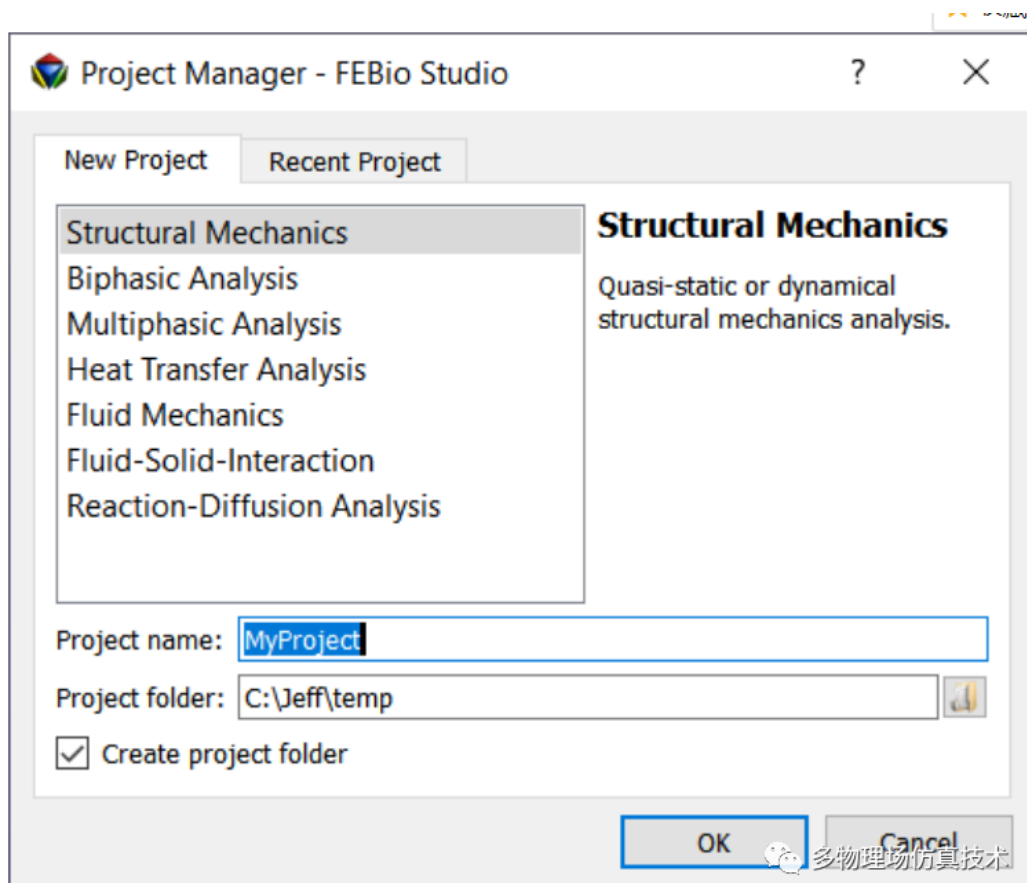 Project Manager - FEBio Studio
New Project
Recent Project
Structural Mechanics
Biphasic Analysis
Multiphasic Analysis
Heat Transfer Analysis
Fluid Mechanics
Fluid-Solid-Interaction
Reaction-Diffusion Analysis
Structural Mechanics
Quasi-static or dynamical
structural mechanics analysis.
Project name: MyProject
Project folder: C:\Jeff\temp
Create project folder
OK
Cancel
多物理场仿真技术